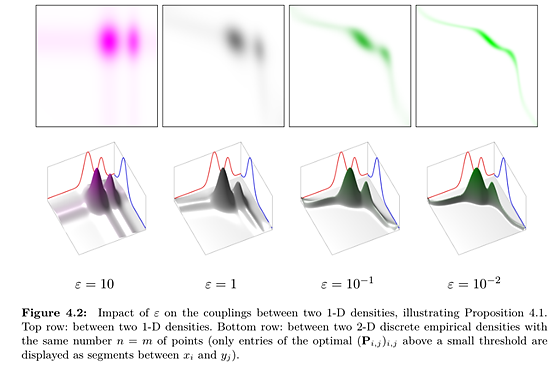 ε = 10 ε = 1 ε = 10⁻¹ ε = 10⁻²
Figure 4.2: Impact of ε on the couplings between two 1-D densities, illustrating Proposition 4.1.
Top row: between two 1-D densities. Bottom row: between two 2-D discrete empirical densities with
the same number n = m of points (only entries of the optimal (P_{i,j})_{i,j} above a small threshold are
displayed as segments between x_i and y_j).